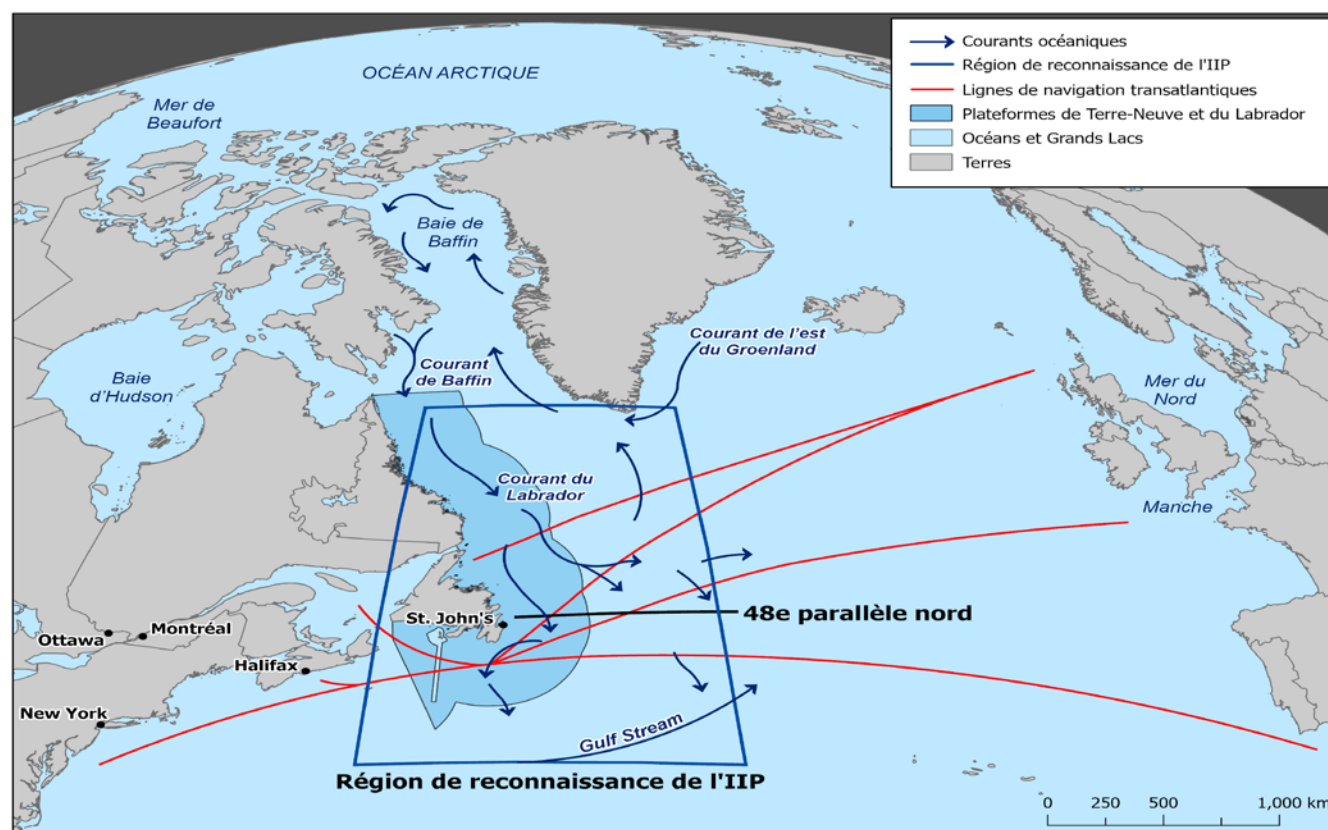 Courants océaniques
Région de reconnaissance de l'IIP
Lignes de navigation transatlantiques
Plateformes de Terre-Neuve et du Labrador
Océans et Grands Lacs
Terres
OCÉAN ARCTIQUE
Mer de
Beaufort
Baie de
Baffin
Courant de l'est
du Groenland
Courant
de Baffin
Baie
d'Hudson
Mer du
Nord
Courant du
Labrador
Manche
48e parallèle nord
St. John's
Ottawa
Montréal
Halifax
New York
Gulf Stream
Région de reconnaissance de l'IIP
0 250 500 1,000 km